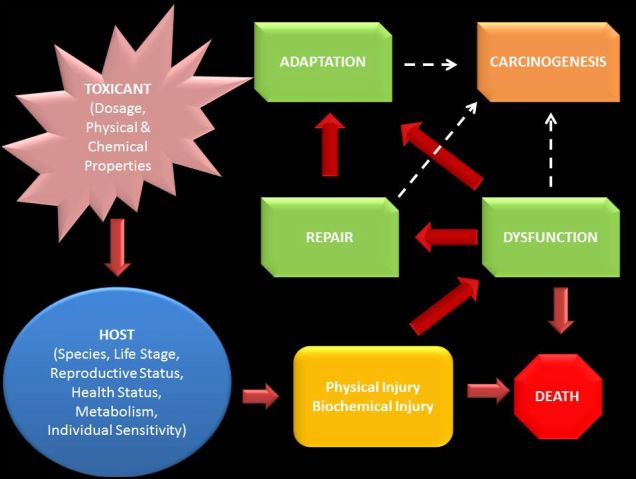 TOXICANT
(Dosage,
Physical &
Chemical
Properties
ADAPTATION
CARCINOGENESIS
REPAIR
DYSFUNCTION
HOST
(Species, Life Stage,
Reproductive Status,
Health Status,
Metabolism,
Individual Sensitivity)
Physical Injury
Biochemical Injury
DEATH